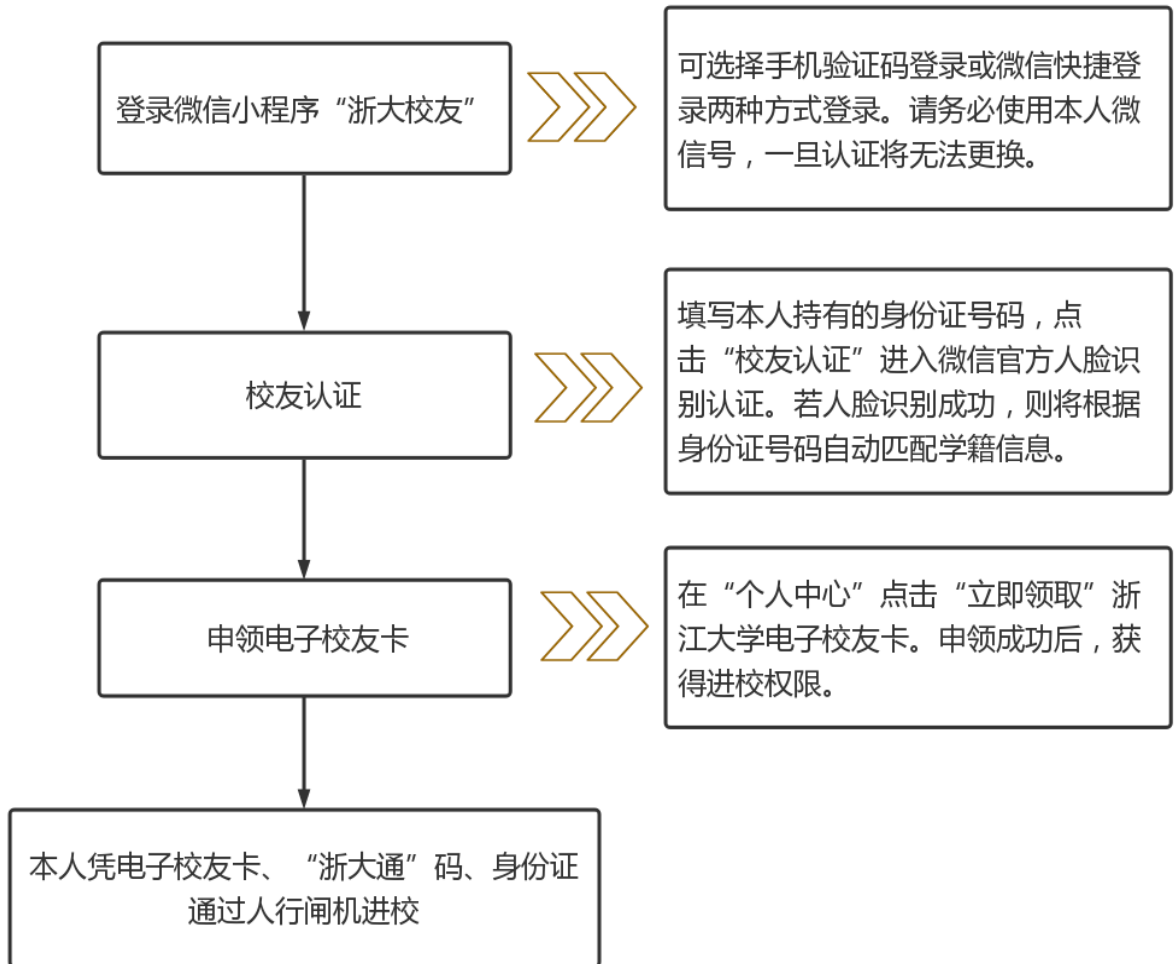 登录微信小程序“浙大校友”
可选择手机验证码登录或微信快捷登
录两种方式登录。请务必使用本人微
信号，一旦认证将无法更换。
校友认证
填写本人持有的身份证号码，点
击“校友认证”进入微信官方人脸识
别认证。若人脸识别成功，则将根据
身份证号码自动匹配学籍信息。
申领电子校友卡
在“个人中心”点击“立即领取”浙
江大学电子校友卡。申领成功后，获
得进校权限。
本人凭电子校友卡、“浙大通”码、身份证
通过人行闸机进校